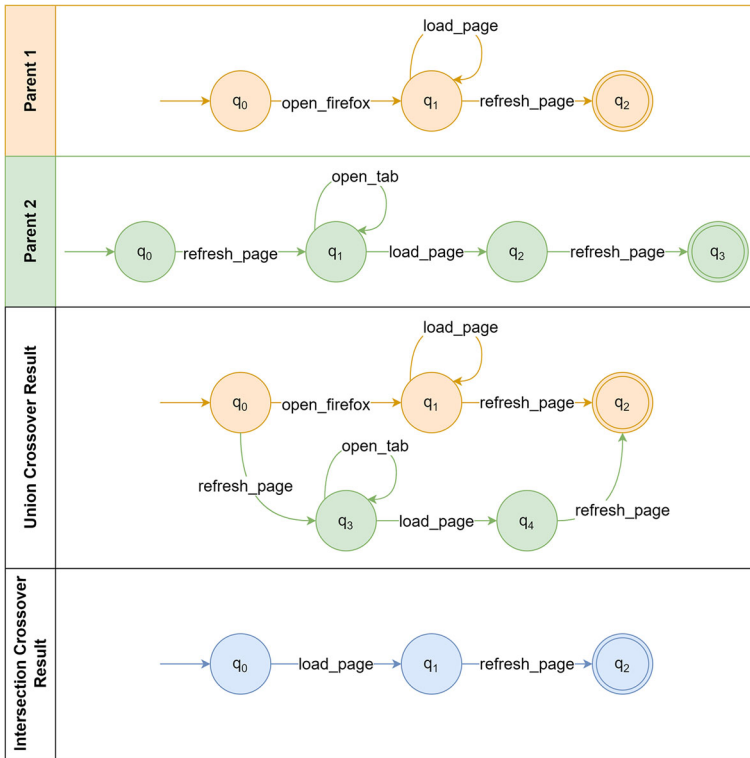 Parent 1
load_page
q₀
open_firefox
q₁
refresh_page
q₂
Parent 2
open_tab
q₀
refresh_page
q₁
load_page
q₂
refresh_page
q₃
Union Crossover Result
load_page
q₀
open_firefox
q₁
refresh_page
q₂
open_tab
refresh_page
q₃
load_page
q₄
refresh_page
Intersection Crossover
Result
q₀
load_page
q₁
refresh_page
q₂